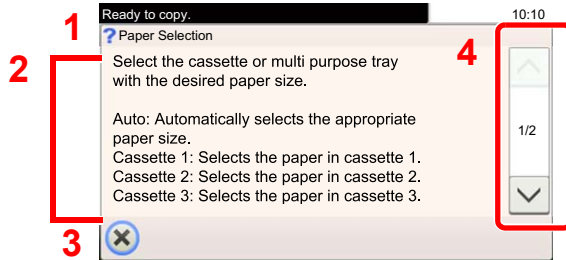 Ready to copy. 10:10
1
? Paper Selection
2
4
Select the cassette or multi purpose tray
with the desired paper size.
Auto: Automatically selects the appropriate
paper size.
1/2
Cassette 1: Selects the paper in cassette 1.
Cassette 2: Selects the paper in cassette 2.
Cassette 3: Selects the paper in cassette 3.
3